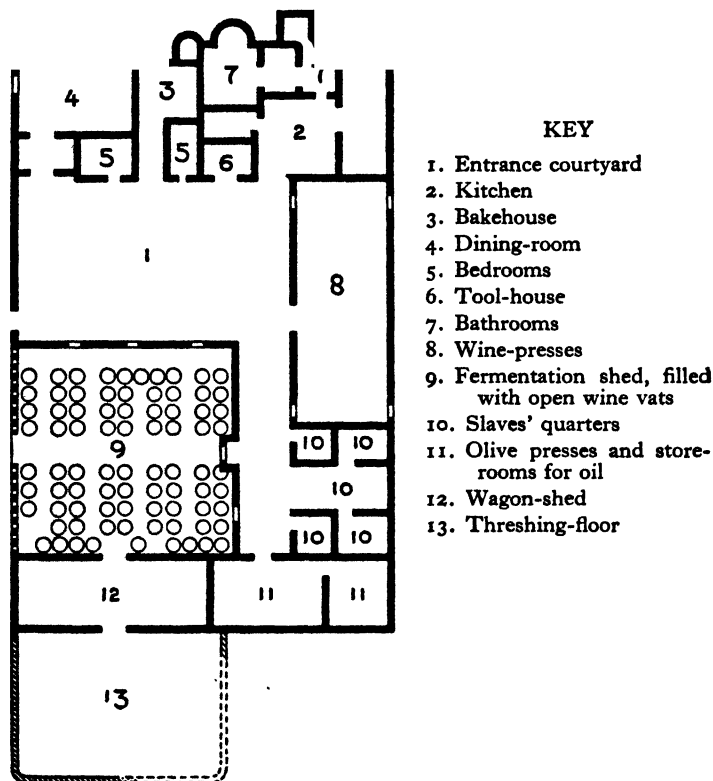 7
4
3
2
5
5
6
1
8
9
10 10
10
10 10
12
11
11
13
KEY
1. Entrance courtyard
2. Kitchen
3. Bakehouse
4. Dining-room
5. Bedrooms
6. Tool-house
7. Bathrooms
8. Wine-presses
9. Fermentation shed, filled
with open wine vats
10. Slaves' quarters
11. Olive presses and store-
rooms for oil
12. Wagon-shed
13. Threshing-floor